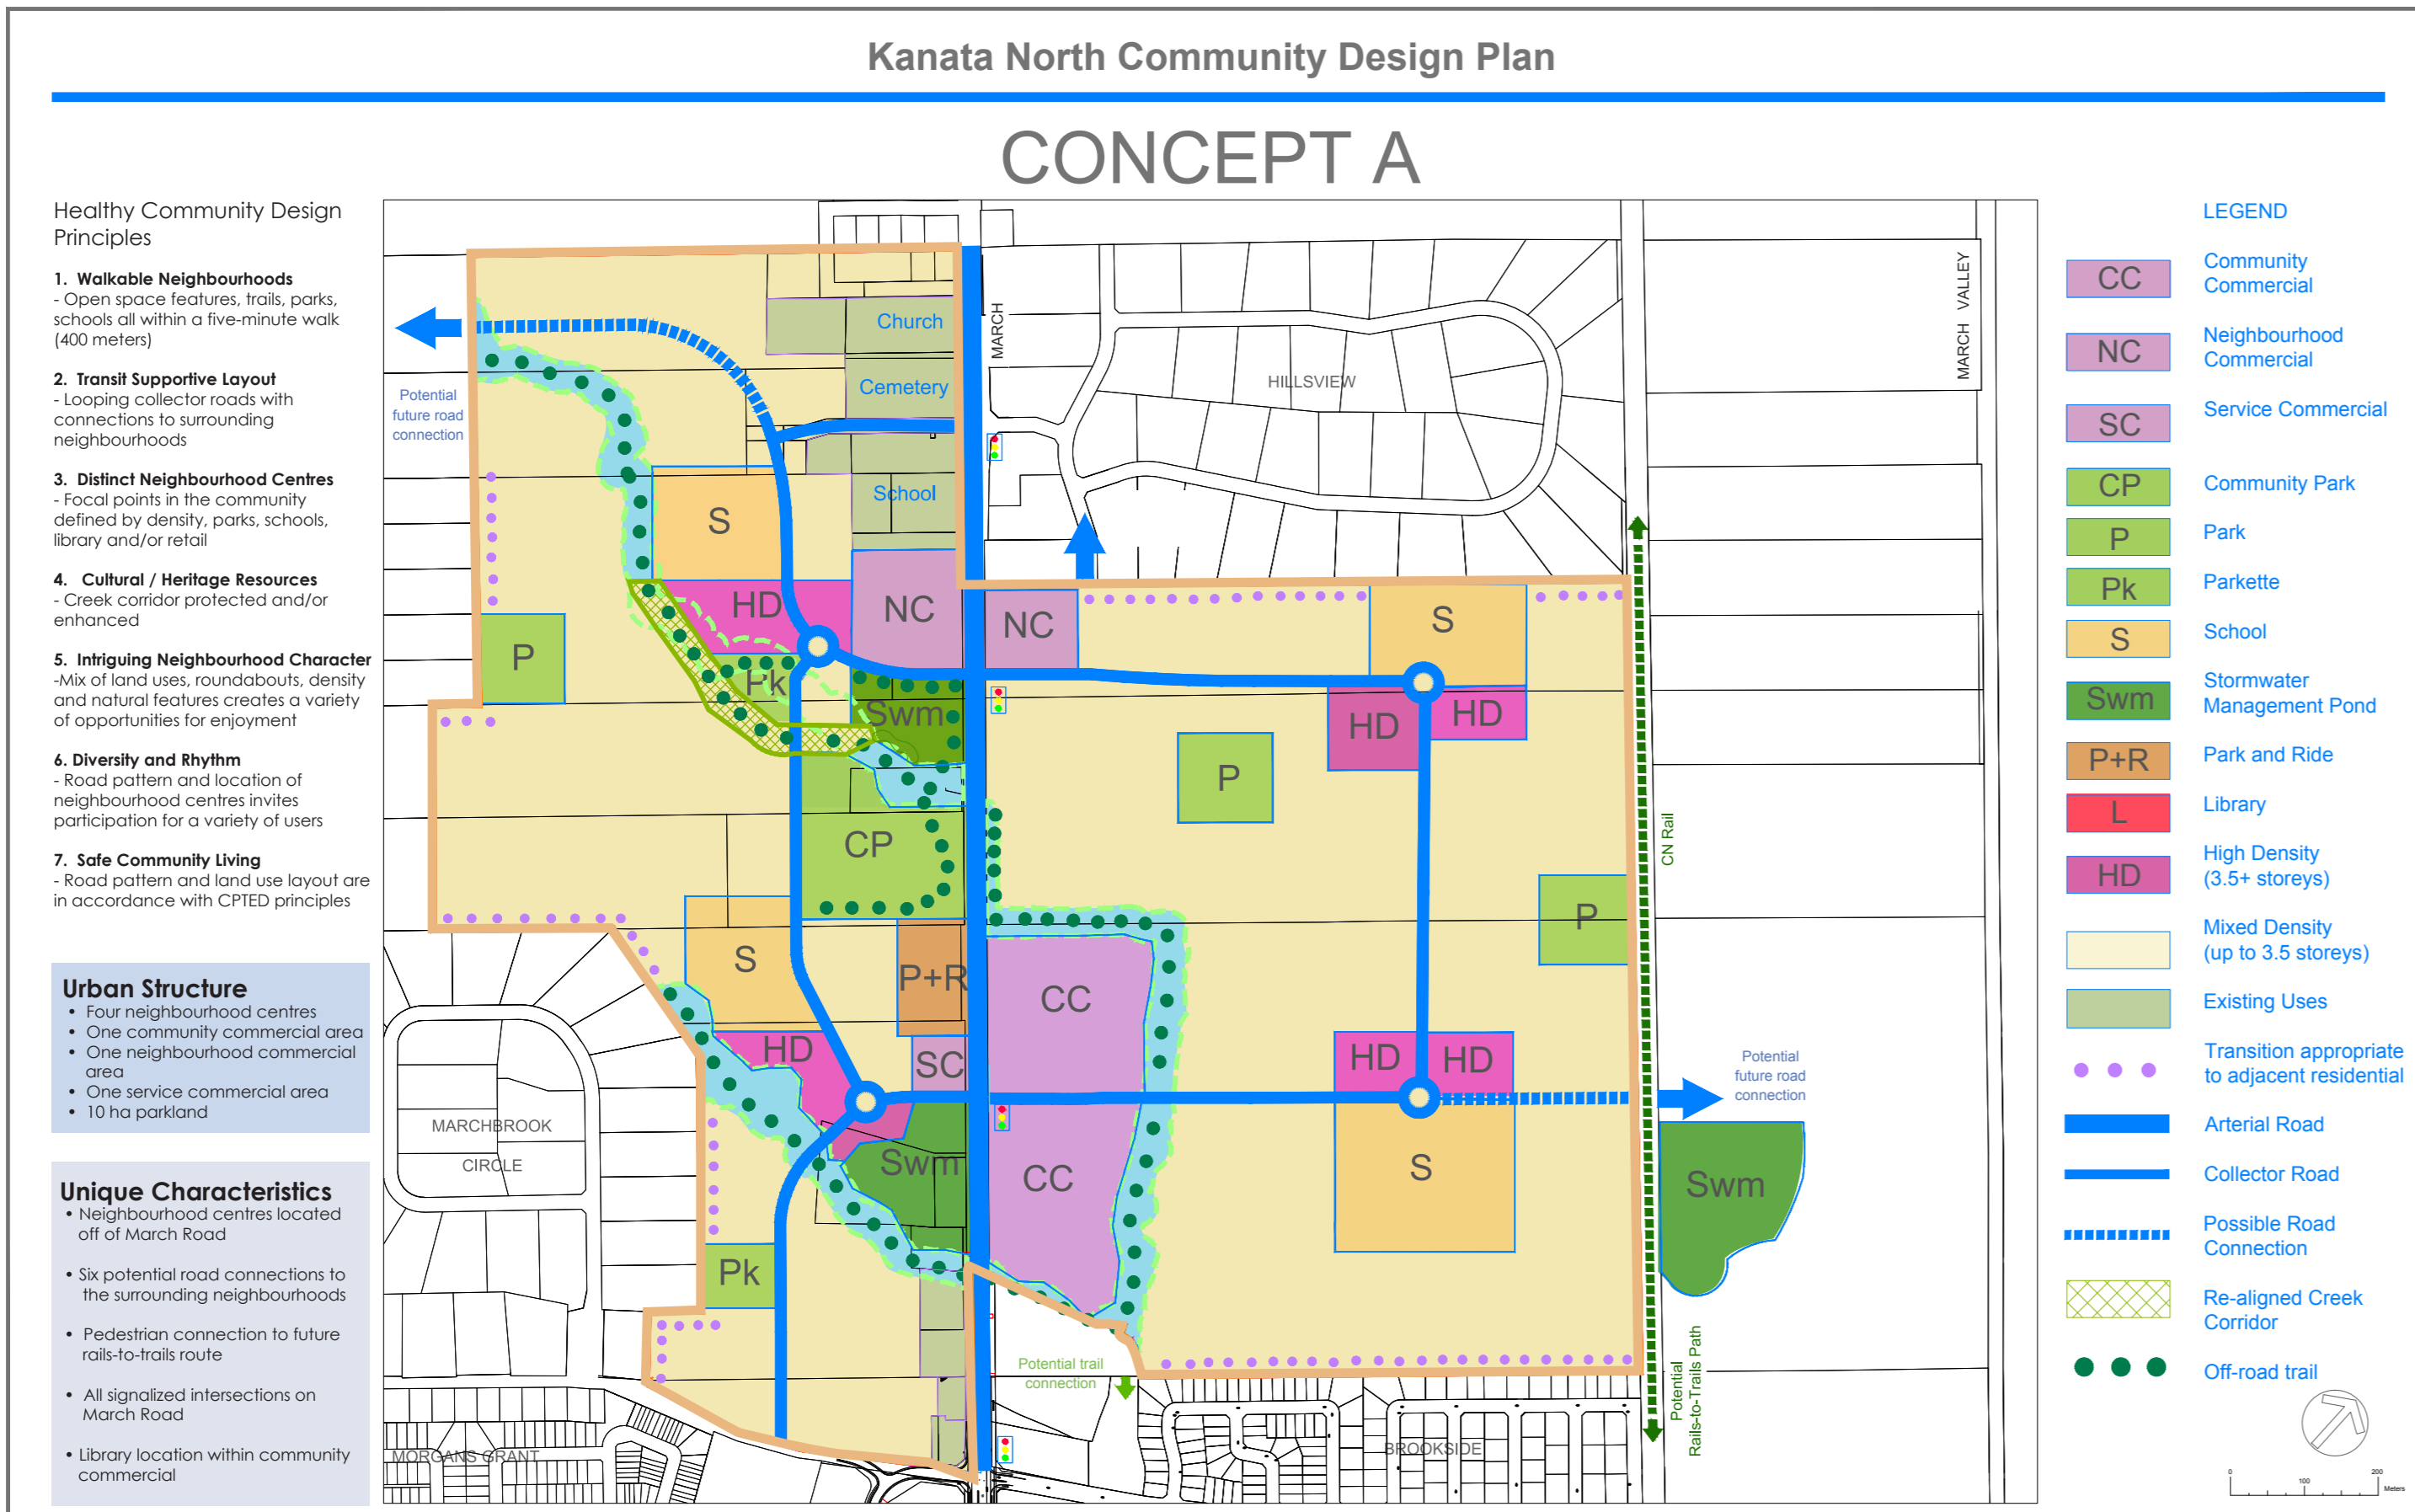 Kanata North Community Design Plan
CONCEPT A
Healthy Community Design
Principles
1. Walkable Neighbourhoods
- Open space features, trails, parks,
schools all within a five-minute walk
(400 meters)
2. Transit Supportive Layout
- Looping collector roads with
connections to surrounding
neighbourhoods
3. Distinct Neighbourhood Centres
- Focal points in the community
defined by density, parks, schools,
library and/or retail
4. Cultural / Heritage Resources
- Creek corridor protected and/or
enhanced
5. Intriguing Neighbourhood Character
-Mix of land uses, roundabouts, density
and natural features creates a variety
of opportunities for enjoyment
6. Diversity and Rhythm
- Road pattern and location of
neighbourhood centres invites
participation for a variety of users
7. Safe Community Living
- Road pattern and land use layout are
in accordance with CPTED principles
Urban Structure
• Four neighbourhood centres
• One community commercial area
• One neighbourhood commercial
area
• One service commercial area
• 10 ha parkland
Unique Characteristics
• Neighbourhood centres located
off of March Road
• Six potential road connections to
the surrounding neighbourhoods
• Pedestrian connection to future
rails-to-trails route
• All signalized intersections on
March Road
• Library location within community
commercial
Potential
future road
connection
Church
Cemetery
School
MARCH
HILLSVIEW
MARCH VALLEY
S
HD
NC
NC
S
P
Pk
Swm
HD
HD
P
CP
CN Rail
P
S
P+R
CC
HD
SC
HD
HD
Potential
future road
connection
MARCHBROOK
CIRCLE
Swm
CC
S
Swm
Pk
Potential trail
connection
Potential
Rails-to-Trails Path
MORGANS GRANT
BROOKSIDE
LEGEND
CC
Community
Commercial
NC
Neighbourhood
Commercial
SC
Service Commercial
CP
Community Park
P
Park
Pk
Parkette
S
School
Swm
Stormwater
Management Pond
P+R
Park and Ride
L
Library
HD
High Density
(3.5+ storeys)
Mixed Density
(up to 3.5 storeys)
Existing Uses
Transition appropriate
to adjacent residential
Arterial Road
Collector Road
Possible Road
Connection
Re-aligned Creek
Corridor
Off-road trail
0 100 200
Meters